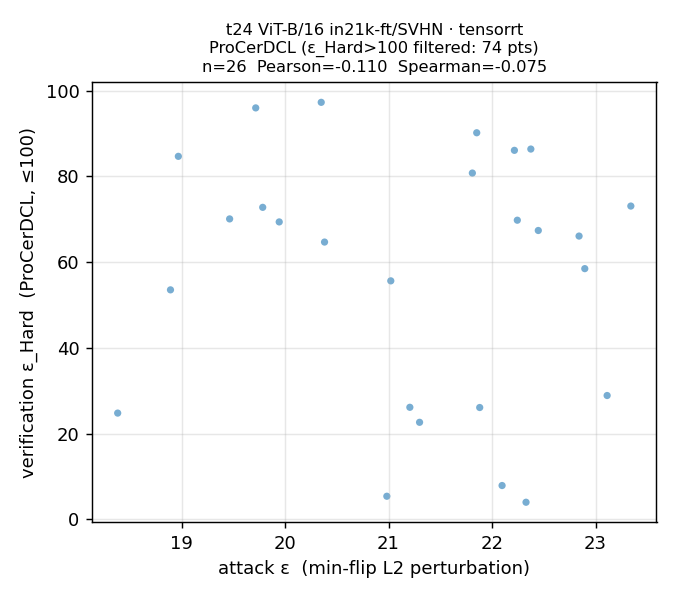 t24 ViT-B/16 in21k-ft/SVHN · tensorrt
ProCerDCL (ε_Hard>100 filtered: 74 pts)
n=26  Pearson=-0.110  Spearman=-0.075
100
80
60
40
20
0
verification ε_Hard  (ProCerDCL, ≤100)
19
20
21
22
23
attack ε  (min-flip L2 perturbation)